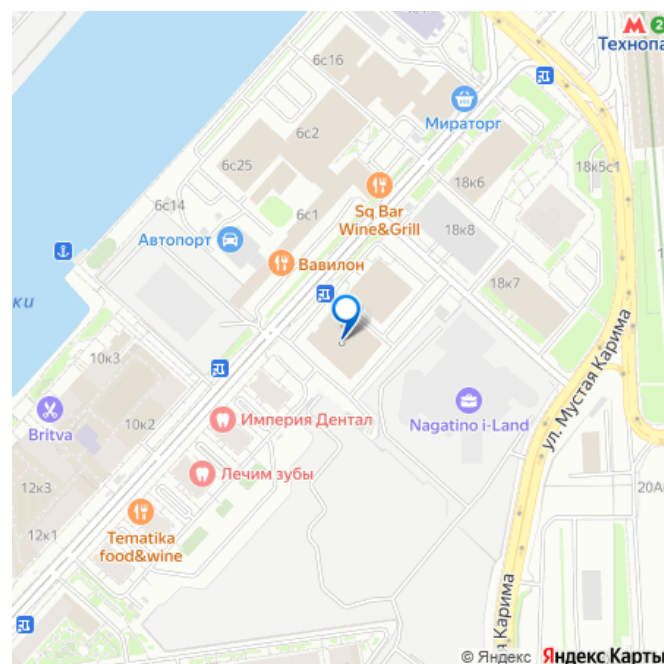 6с16
Технопа
2
Мираторг
6с2
6с25
18к6
18к5с1
6с14
6с1
Sq Bar
Wine&Grill
18к8
Автопорт
Вавилон
18к7
ки
10к3
Britva
10к2
Империя Дентал
Nagatino i-Land
ул. Мустая Карима
Лечим зубы
12к3
20А
Tematika
food&wine
12к1
я Карима
© Яндекс Яндекс Карты